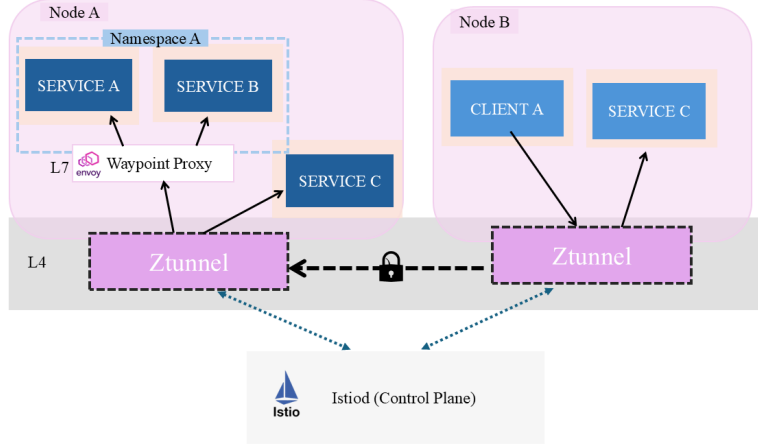 Node A
Node B
Namespace A
SERVICE A
SERVICE B
CLIENT A
SERVICE C
L7
envoy
Waypoint Proxy
SERVICE C
L4
Ztunnel
Ztunnel
Istio
Istiod (Control Plane)